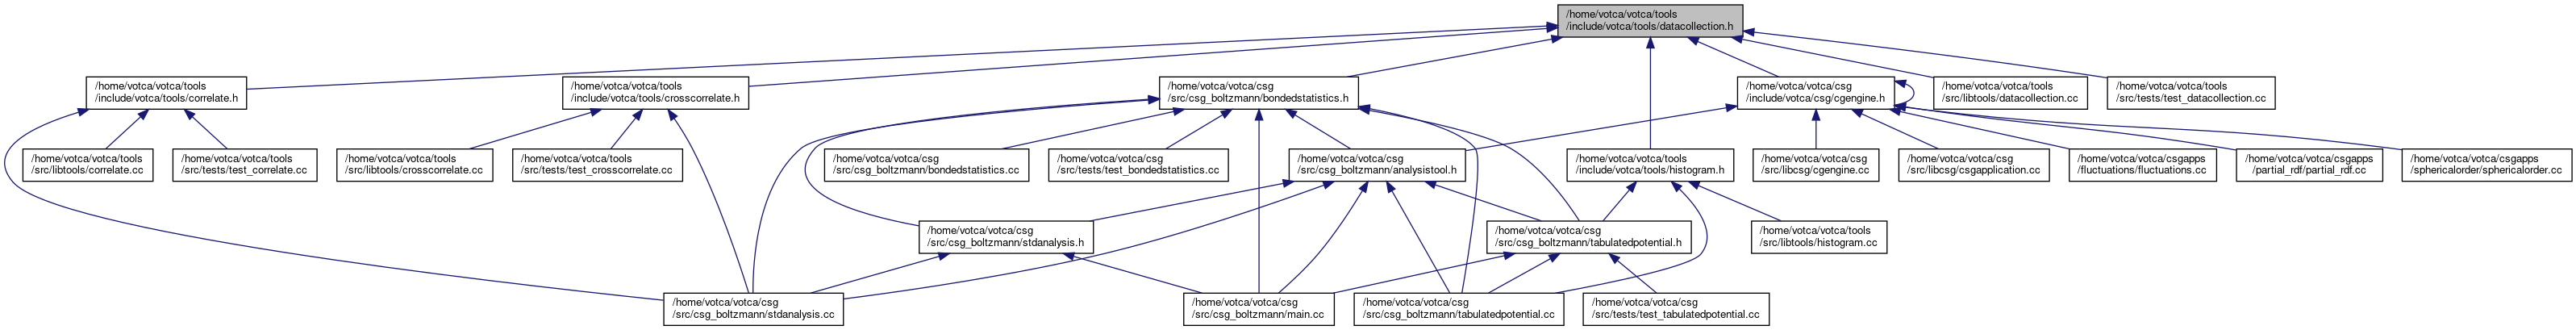 /home/votca/votca/tools
/include/votca/tools/datacollection.h
/home/votca/votca/tools
/include/votca/tools/correlate.h
/home/votca/votca/tools
/include/votca/tools/crosscorrelate.h
/home/votca/votca/csg
/src/csg_boltzmann/bondedstatistics.h
/home/votca/votca/csg
/include/votca/csg/cgengine.h
/home/votca/votca/tools
/src/libtools/datacollection.cc
/home/votca/votca/tools
/src/tests/test_datacollection.cc
/home/votca/votca/tools
/src/libtools/correlate.cc
/home/votca/votca/tools
/src/tests/test_correlate.cc
/home/votca/votca/tools
/src/libtools/crosscorrelate.cc
/home/votca/votca/tools
/src/tests/test_crosscorrelate.cc
/home/votca/votca/csg
/src/csg_boltzmann/bondedstatistics.cc
/home/votca/votca/csg
/src/tests/test_bondedstatistics.cc
/home/votca/votca/csg
/src/csg_boltzmann/analysistool.h
/home/votca/votca/tools
/include/votca/tools/histogram.h
/home/votca/votca/csg
/src/libcsg/cgengine.cc
/home/votca/votca/csg
/src/libcsg/csgapplication.cc
/home/votca/votca/csgapps
/fluctuations/fluctuations.cc
/home/votca/votca/csgapps
/partial_rdf/partial_rdf.cc
/home/votca/votca/csgapps
/sphericalorder/sphericalorder.cc
/home/votca/votca/csg
/src/csg_boltzmann/stdanalysis.h
/home/votca/votca/csg
/src/csg_boltzmann/tabulatedpotential.h
/home/votca/votca/tools
/src/libtools/histogram.cc
/home/votca/votca/csg
/src/csg_boltzmann/stdanalysis.cc
/home/votca/votca/csg
/src/csg_boltzmann/main.cc
/home/votca/votca/csg
/src/csg_boltzmann/tabulatedpotential.cc
/home/votca/votca/csg
/src/tests/test_tabulatedpotential.cc